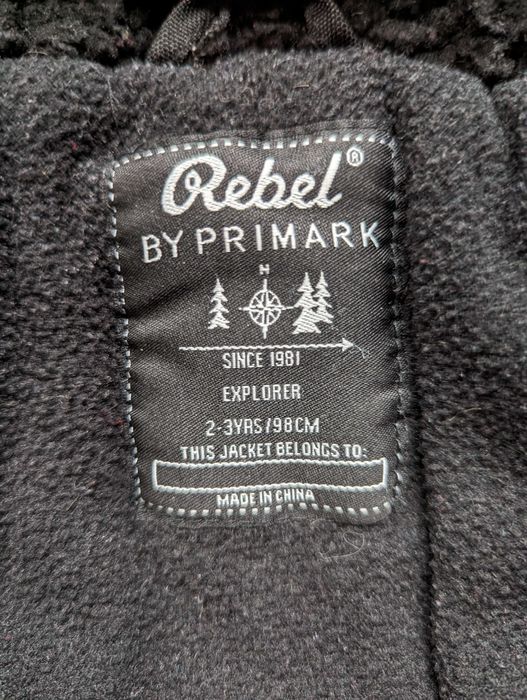 Rebel®
BY PRIMARK
N
SINCE 1981
EXPLORER
2-3YRS/98CM
THIS JACKET BELONGS TO:
MADE IN CHINA